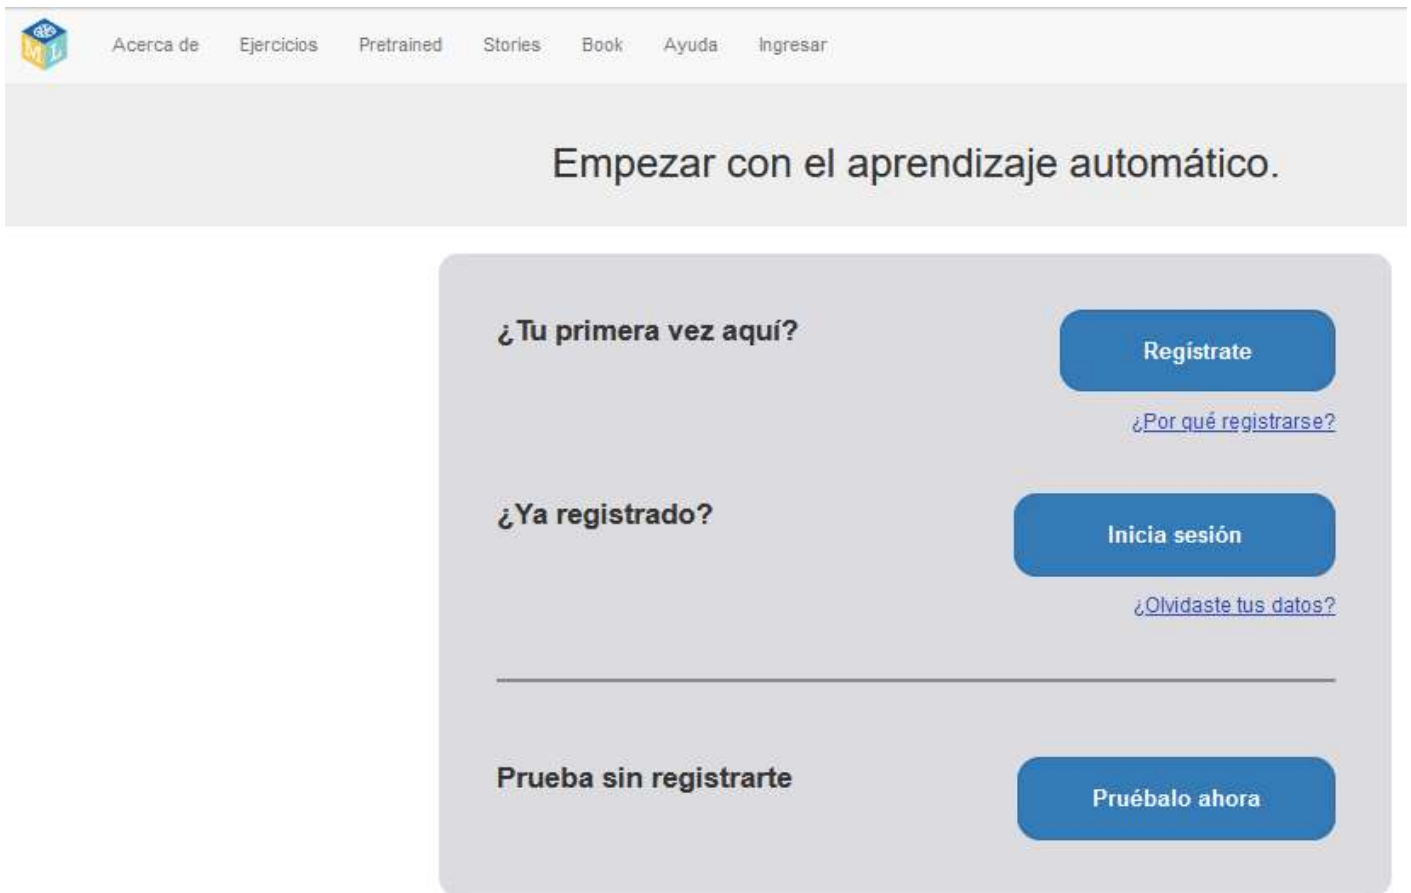 M L
Acerca de Ejercicios Pretrained Stories Book Ayuda Ingresar
Empezar con el aprendizaje automático.
¿Tu primera vez aquí?
Regístrate
¿Por qué registrarse?
¿Ya registrado?
Inicia sesión
¿Olvidaste tus datos?
Prueba sin registrarte
Pruébalo ahora